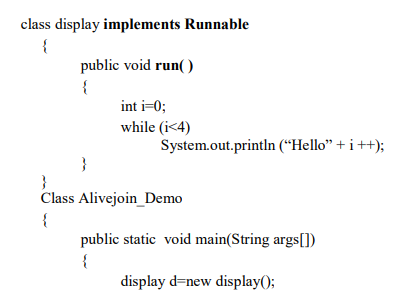 class display implements Runnable
{
public void run( )
{
int i=0;
while (i<4)
System.out.println (“Hello” + i ++);
}
}
Class Alivejoin_Demo
{
public static  void main(String args[])
{
display d=new display();